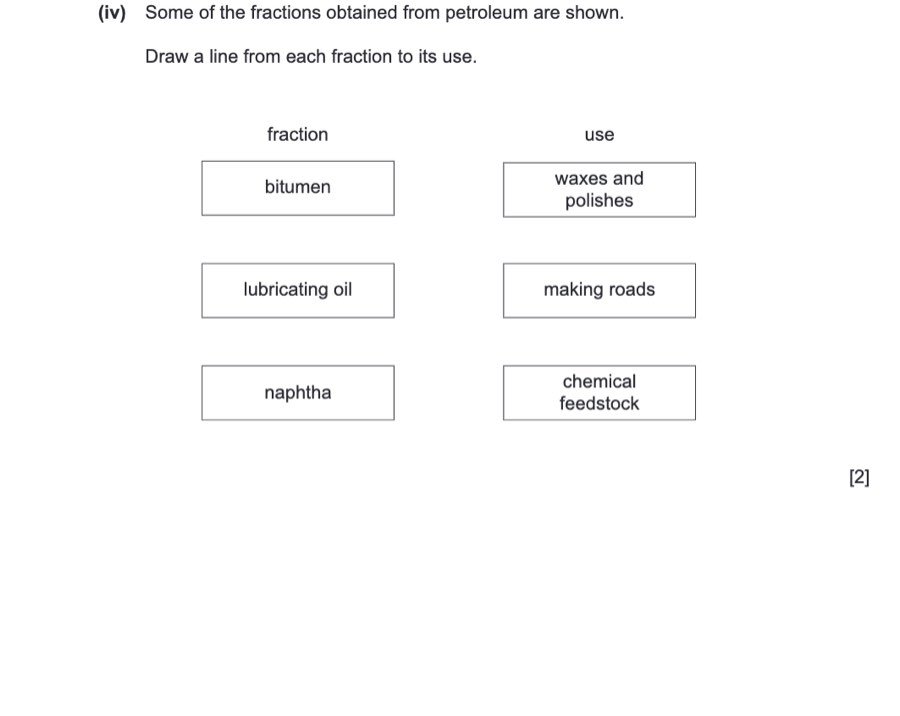 (iv) Some of the fractions obtained from petroleum are shown.
Draw a line from each fraction to its use.
fraction use
bitumen
waxes and
polishes
lubricating oil
making roads
naphtha
chemical
feedstock
[2]